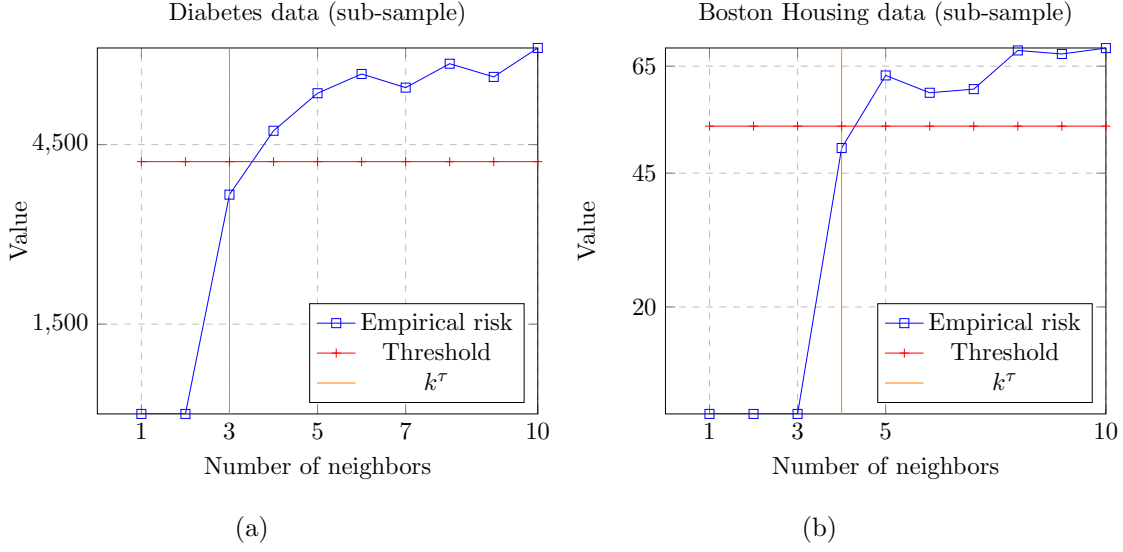 Diabetes data (sub-sample)
4,500
1,500
Value
1 3 5 7 10
Number of neighbors
Empirical risk
Threshold
k^τ
(a)
Boston Housing data (sub-sample)
65
45
20
Value
1 3 5 10
Number of neighbors
Empirical risk
Threshold
k^τ
(b)